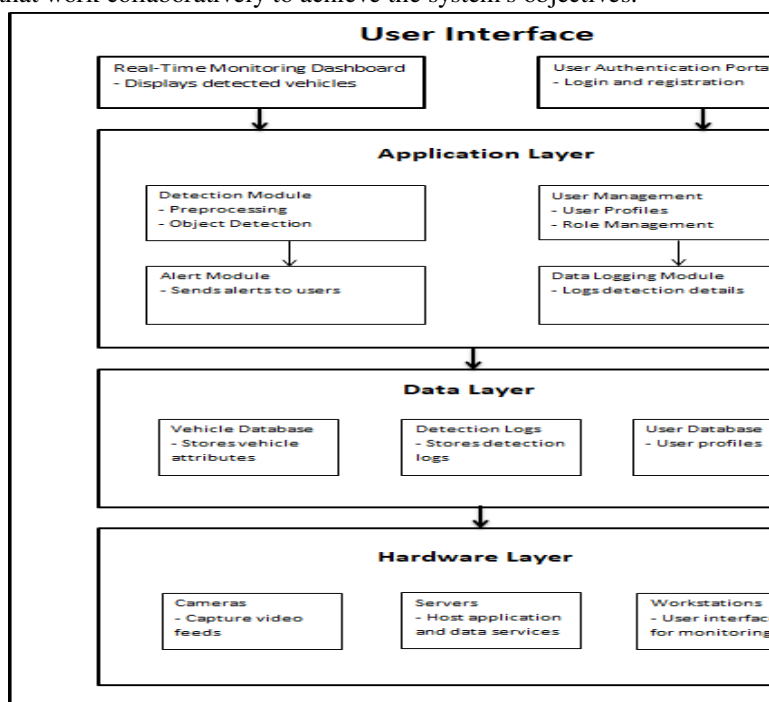 that work collaboratively to achieve the system's objectives.
User Interface
Real-Time Monitoring Dashboard
- Displays detected vehicles
User Authentication Porta
- Login and registration
Application Layer
Detection Module
- Preprocessing
- Object Detection
User Management
- User Profiles
- Role Management
Alert Module
- Sends alerts to users
Data Logging Module
- Logs detection details
Data Layer
Vehicle Database
- Stores vehicle
attributes
Detection Logs
- Stores detection
logs
User Database
- User profiles
Hardware Layer
Cameras
- Capture video
feeds
Servers
- Host application
and data services
Workstations
- User interface
for monitoring